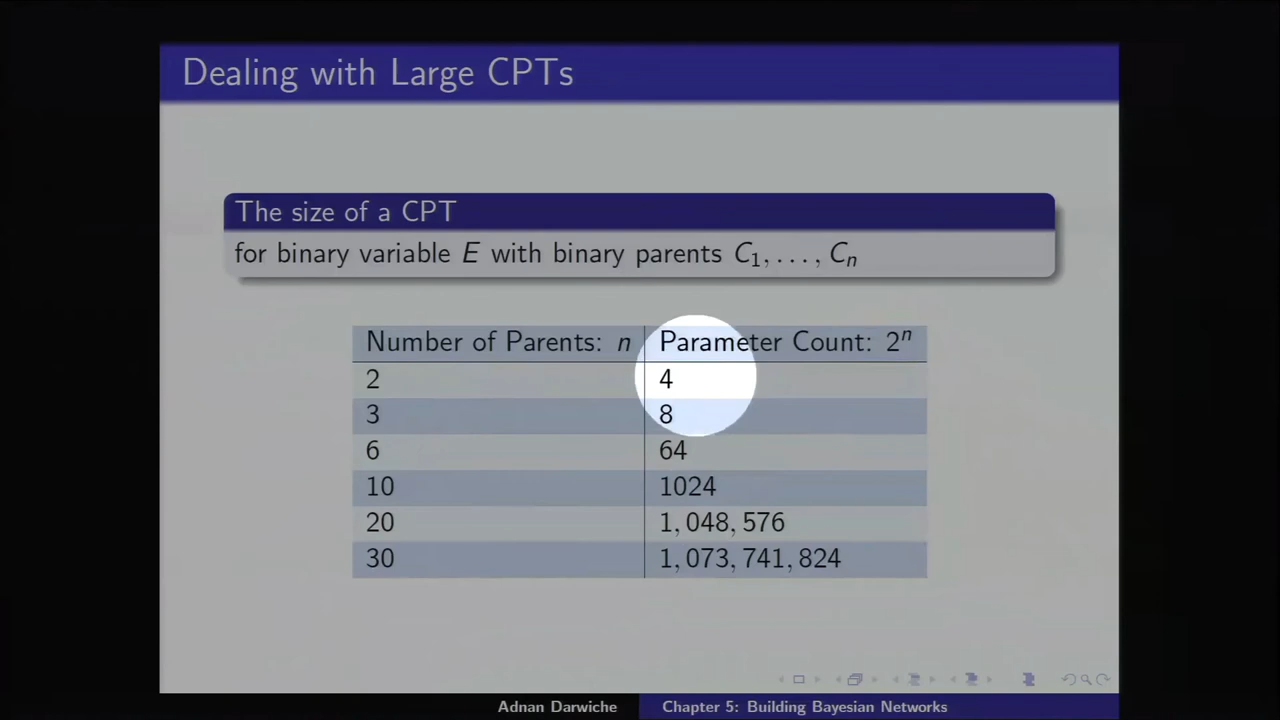 Dealing with Large CPTs
The size of a CPT
for binary variable E with binary parents C₁, . . . , Cₙ
Number of Parents: n Parameter Count: 2ⁿ
2 4
3 8
6 64
10 1024
20 1, 048, 576
30 1, 073, 741, 824
Adnan Darwiche Chapter 5: Building Bayesian Networks